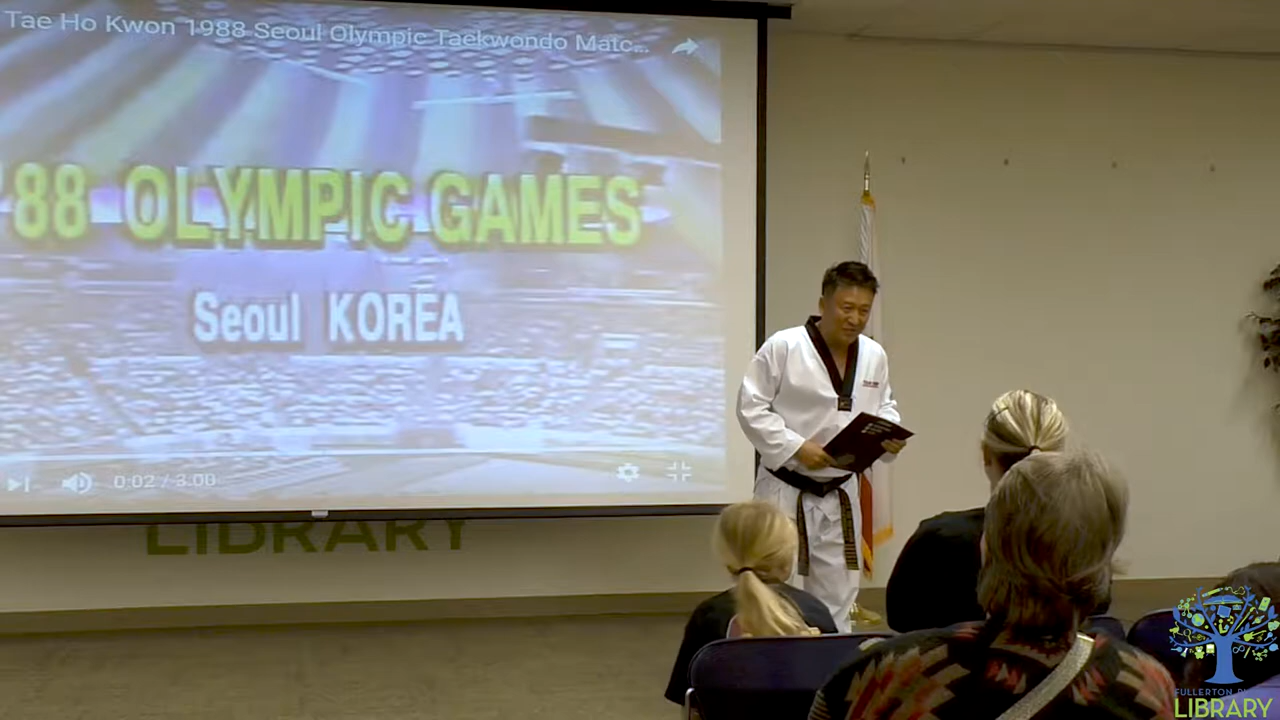 Tae Ho Kwon 1988 Seoul Olympic Taekwondo Matc...
'88 OLYMPIC GAMES
Seoul KOREA
0:02 / 3:00
LIBRARY
FULLERTON
LIBRARY